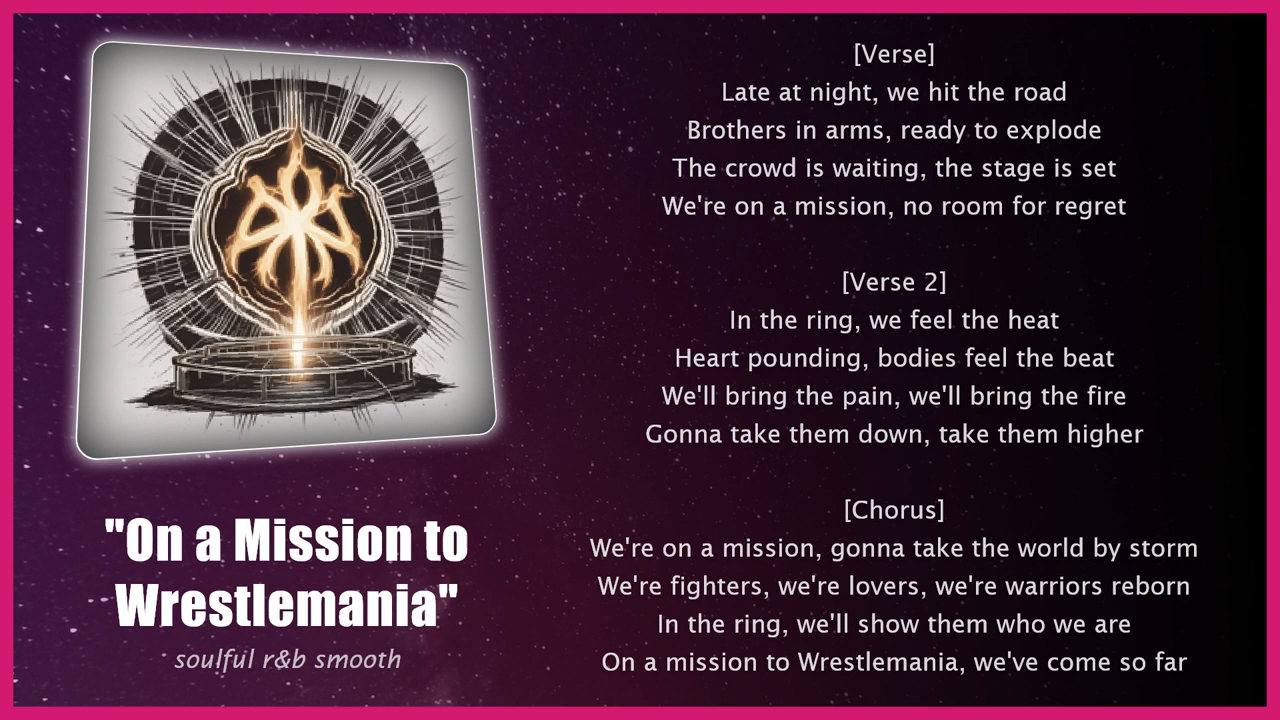 [Verse]
Late at night, we hit the road
Brothers in arms, ready to explode
The crowd is waiting, the stage is set
We're on a mission, no room for regret
[Verse 2]
In the ring, we feel the heat
Heart pounding, bodies feel the beat
We'll bring the pain, we'll bring the fire
Gonna take them down, take them higher
[Chorus]
We're on a mission, gonna take the world by storm
We're fighters, we're lovers, we're warriors reborn
In the ring, we'll show them who we are
On a mission to Wrestlemania, we've come so far
"On a Mission to
Wrestlemania"
soulful r&b smooth